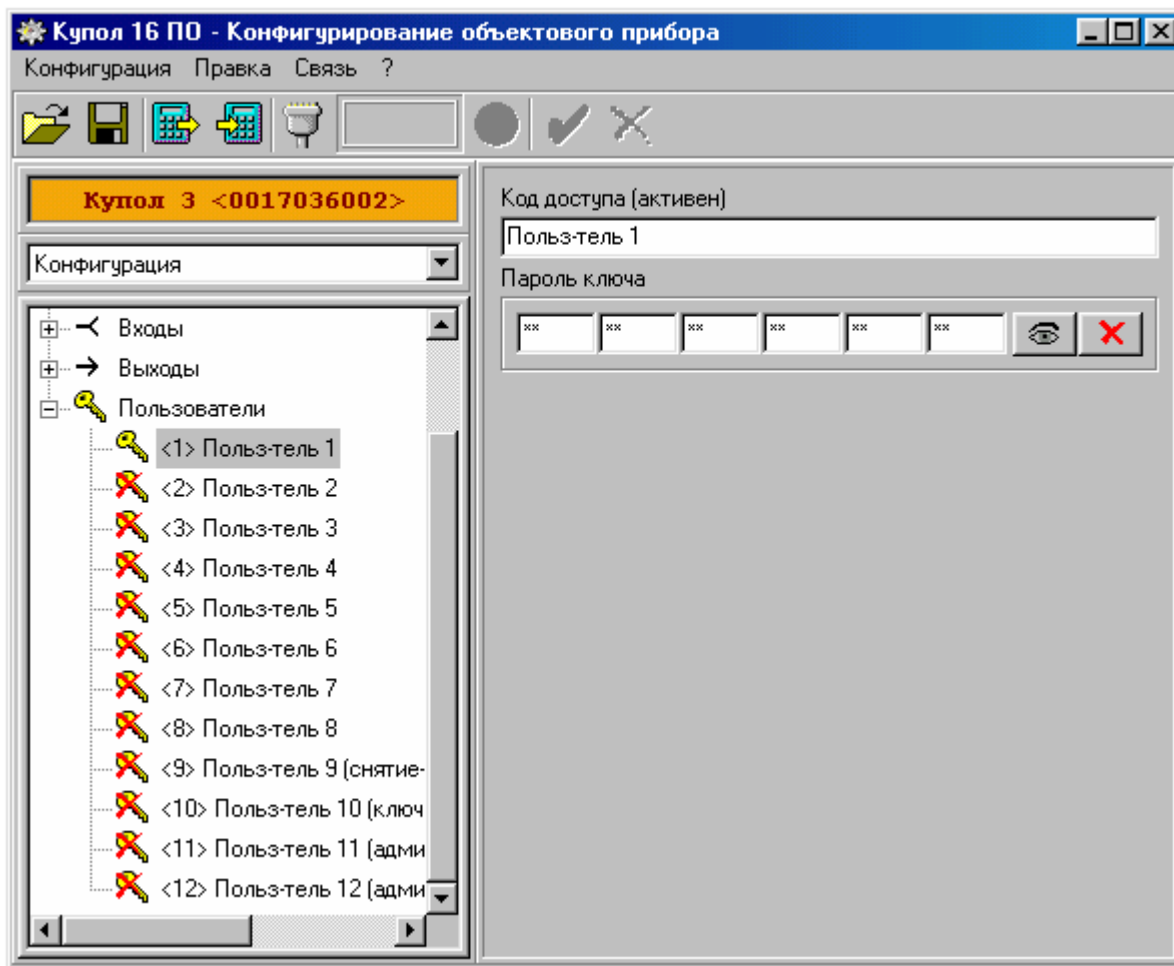 Купол 16 ПО - Конфигурирование объектового прибора
Конфигурация Правка Связь ?
Купол 3 <0017036002>
Конфигурация
Входы
Выходы
Пользователи
<1> Польз-тель 1
<2> Польз-тель 2
<3> Польз-тель 3
<4> Польз-тель 4
<5> Польз-тель 5
<6> Польз-тель 6
<7> Польз-тель 7
<8> Польз-тель 8
<9> Польз-тель 9 (снятие-
<10> Польз-тель 10 (ключ
<11> Польз-тель 11 (адми
<12> Польз-тель 12 (адми
Код доступа (активен)
Польз-тель 1
Пароль ключа
** ** ** ** ** **